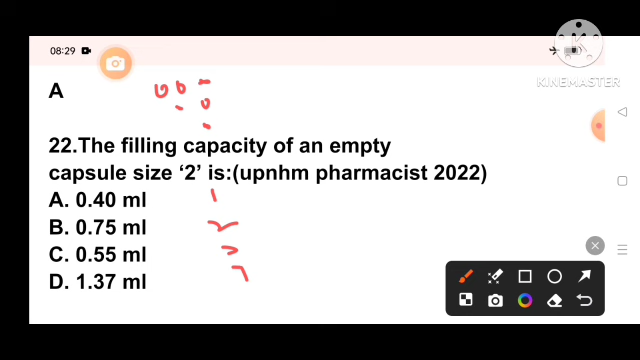 08:29
KINEMASTER
A
22.The filling capacity of an empty
capsule size ‘2’ is:(upnhm pharmacist 2022)
A. 0.40 ml
B. 0.75 ml
C. 0.55 ml
D. 1.37 ml